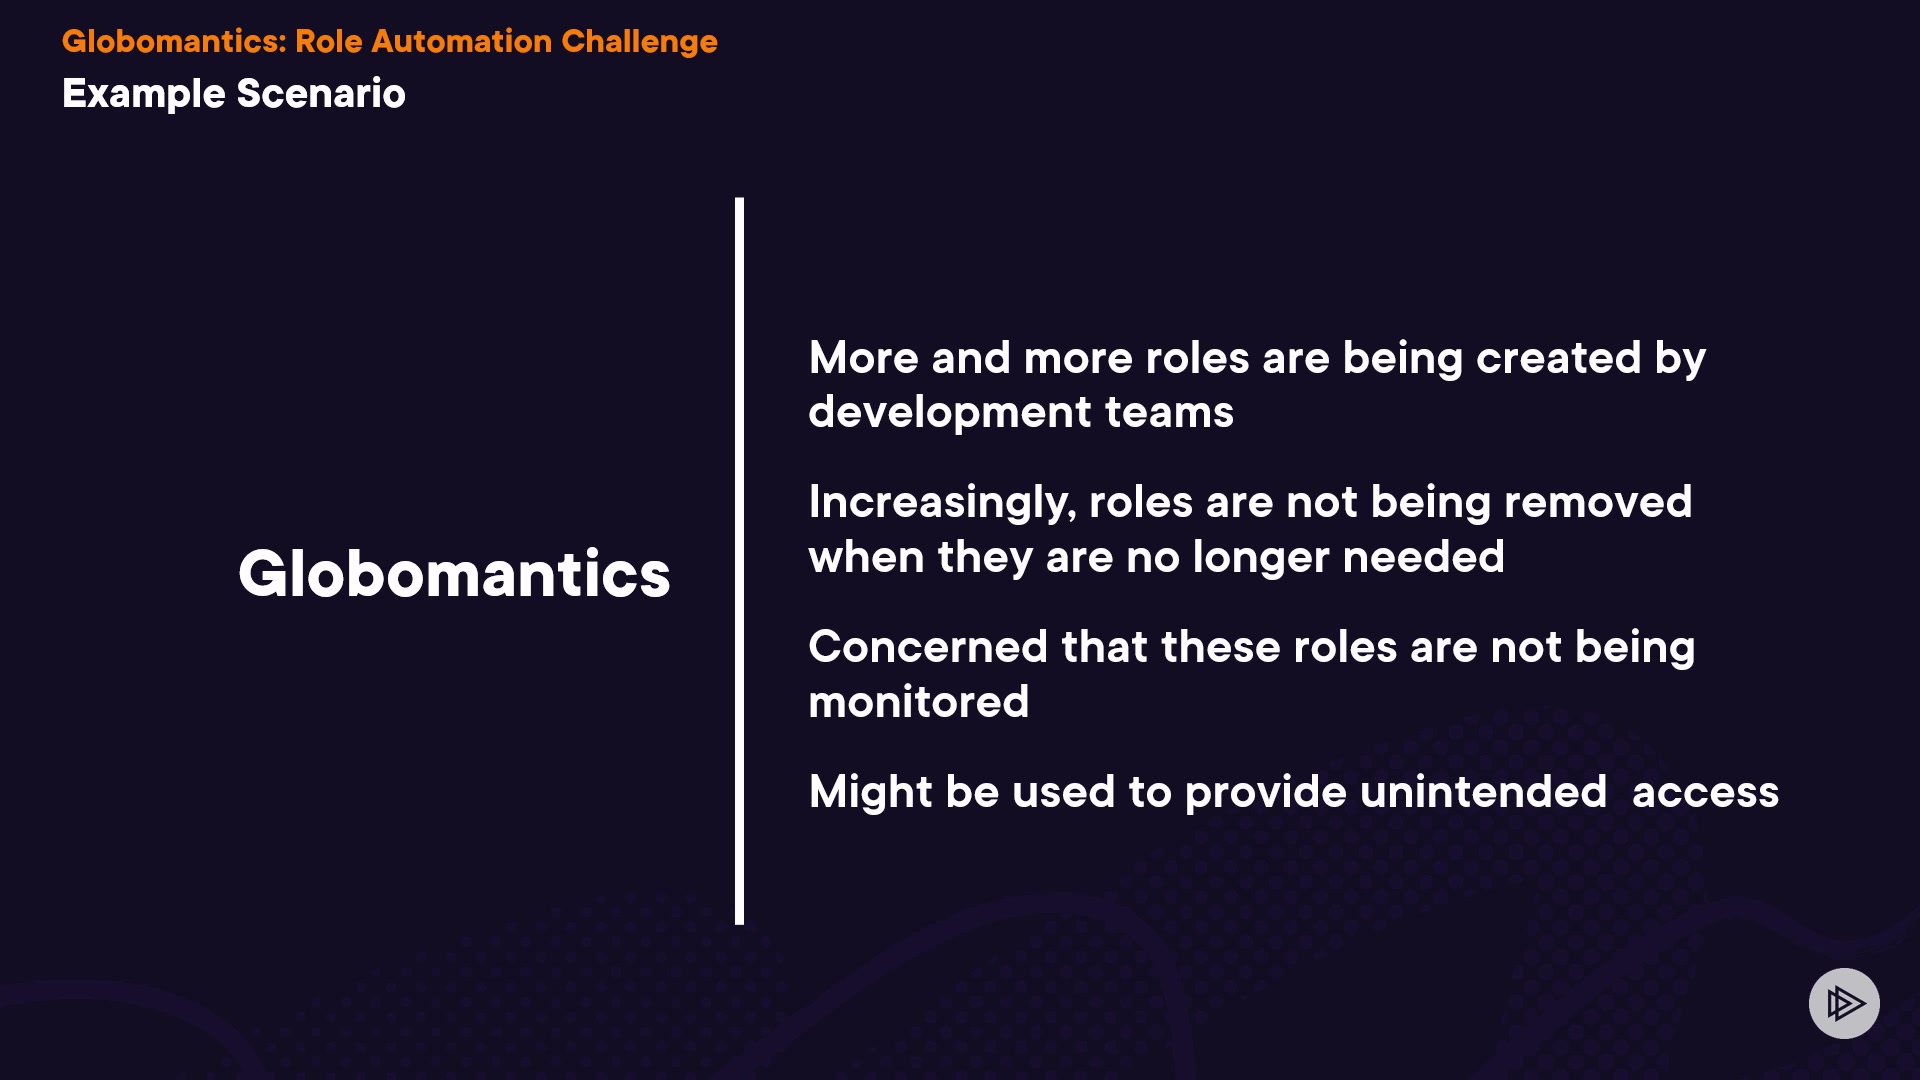 Globomantics: Role Automation Challenge
Example Scenario
Globomantics
More and more roles are being created by
development teams
Increasingly, roles are not being removed
when they are no longer needed
Concerned that these roles are not being
monitored
Might be used to provide unintended  access